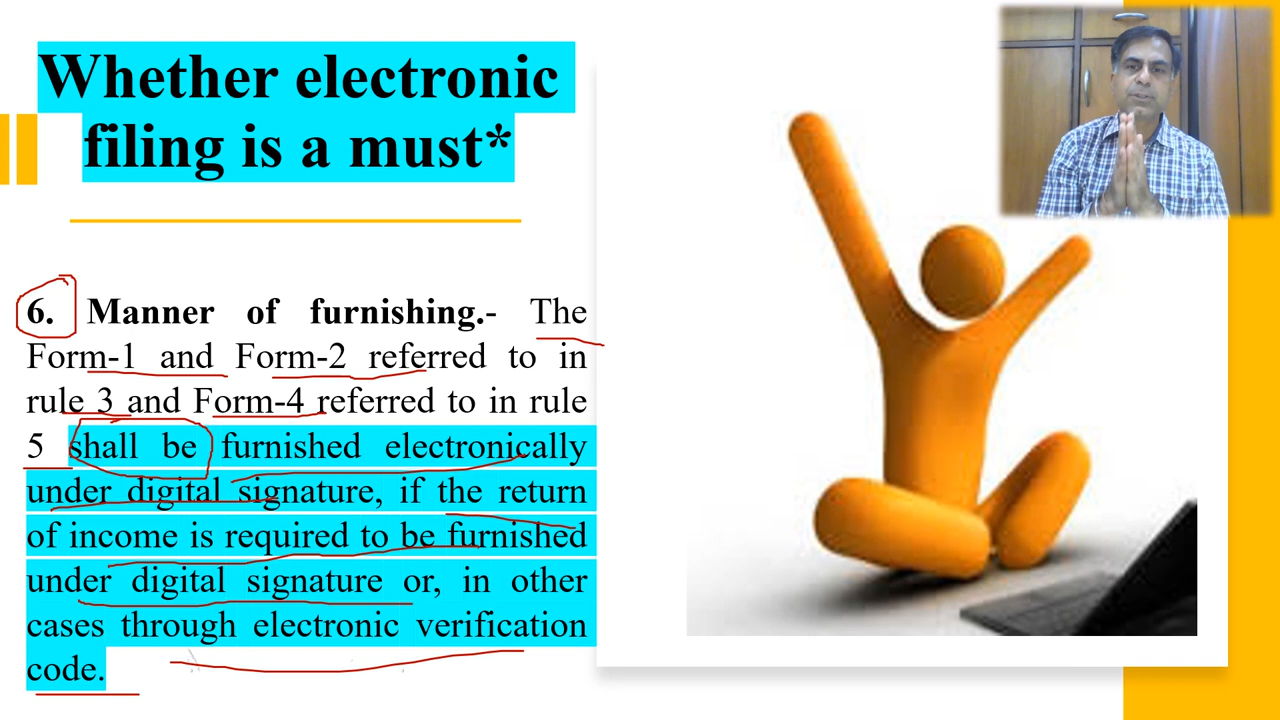 Whether electronic
filing is a must*
6. Manner of furnishing.- The
Form-1 and Form-2 referred to in
rule 3 and Form-4 referred to in rule
5 shall be furnished electronically
under digital signature, if the return
of income is required to be furnished
under digital signature or, in other
cases through electronic verification
code.